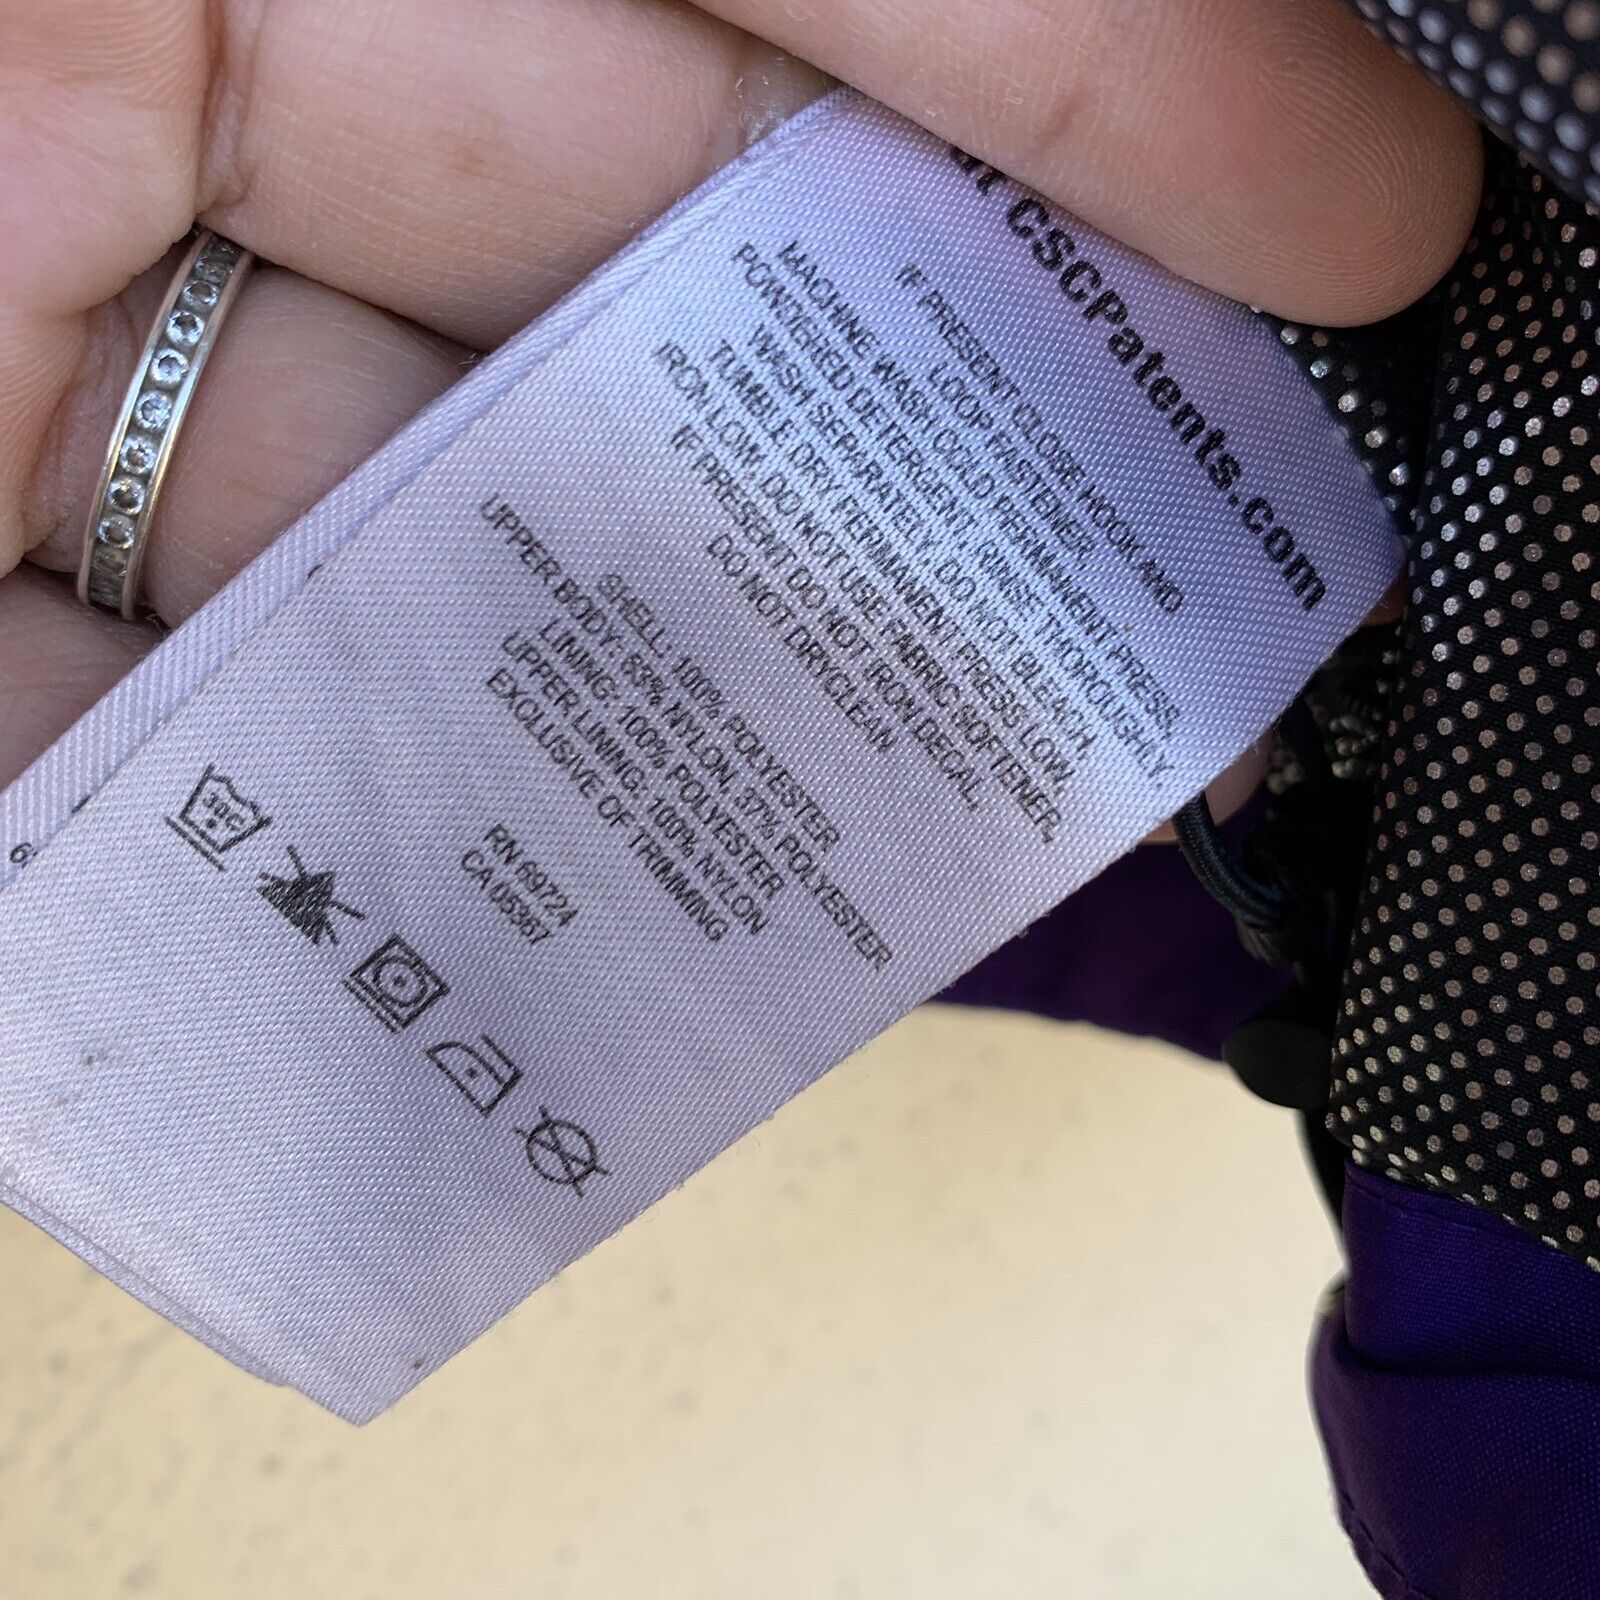 at CSCPatents.com
IF PRESENT CLOSE HOOK AND
LOOP FASTENER,
MACHINE WASH COLD PERMANENT PRESS,
POWDERED DETERGENT, RINSE THOROUGHLY,
WASH SEPARATELY, DO NOT BLEACH,
TUMBLE DRY PERMANENT PRESS LOW,
IRON LOW, DO NOT USE FABRIC SOFTENER,
IF PRESENT DO NOT IRON DECAL,
DO NOT DRYCLEAN
SHELL: 100% POLYESTER
UPPER BODY: 63% NYLON, 37% POLYESTER
LINING: 100% POLYESTER
UPPER LINING: 100% NYLON
EXCLUSIVE OF TRIMMING
RN 69724
CA 05367
30C